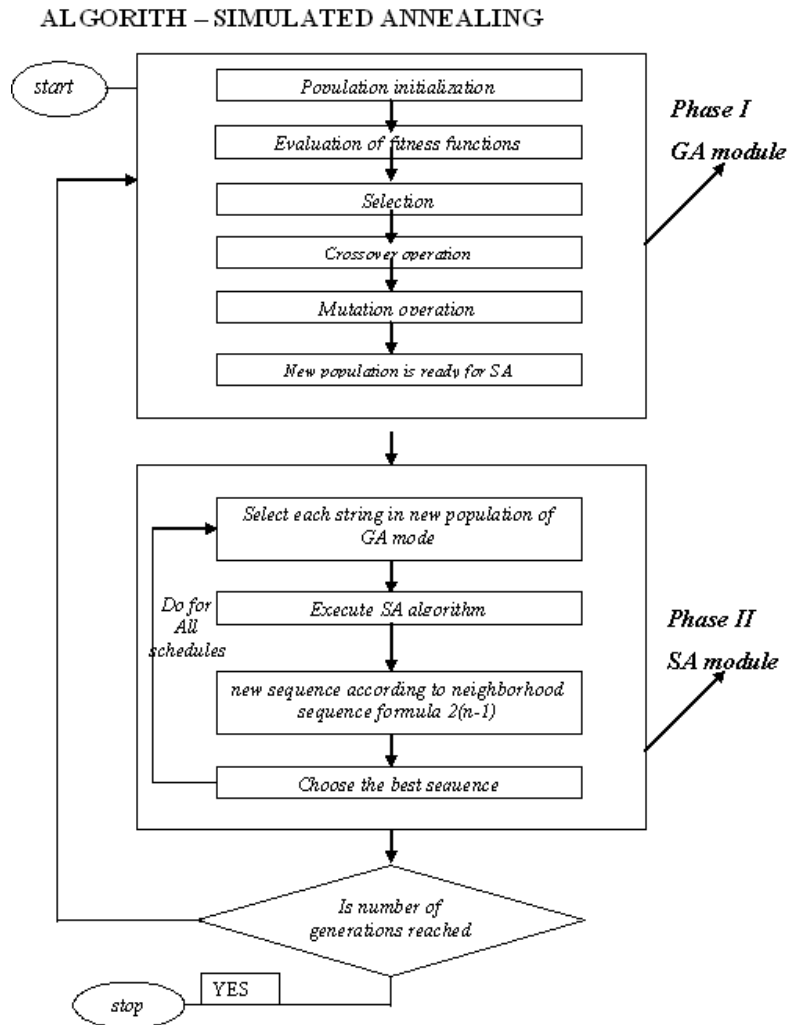 ALGORITH – SIMULATED ANNEALING
start
Population initialization
Evaluation of fitness functions
Selection
Crossover operation
Mutation operation
New population is ready for SA
Phase I
GA module
Select each string in new population of
GA mode
Execute SA algorithm
new sequence according to neighborhood
sequence formula 2(n-1)
Choose the best sequence
Do for
All
schedules
Phase II
SA module
Is number of
generations reached
YES
stop